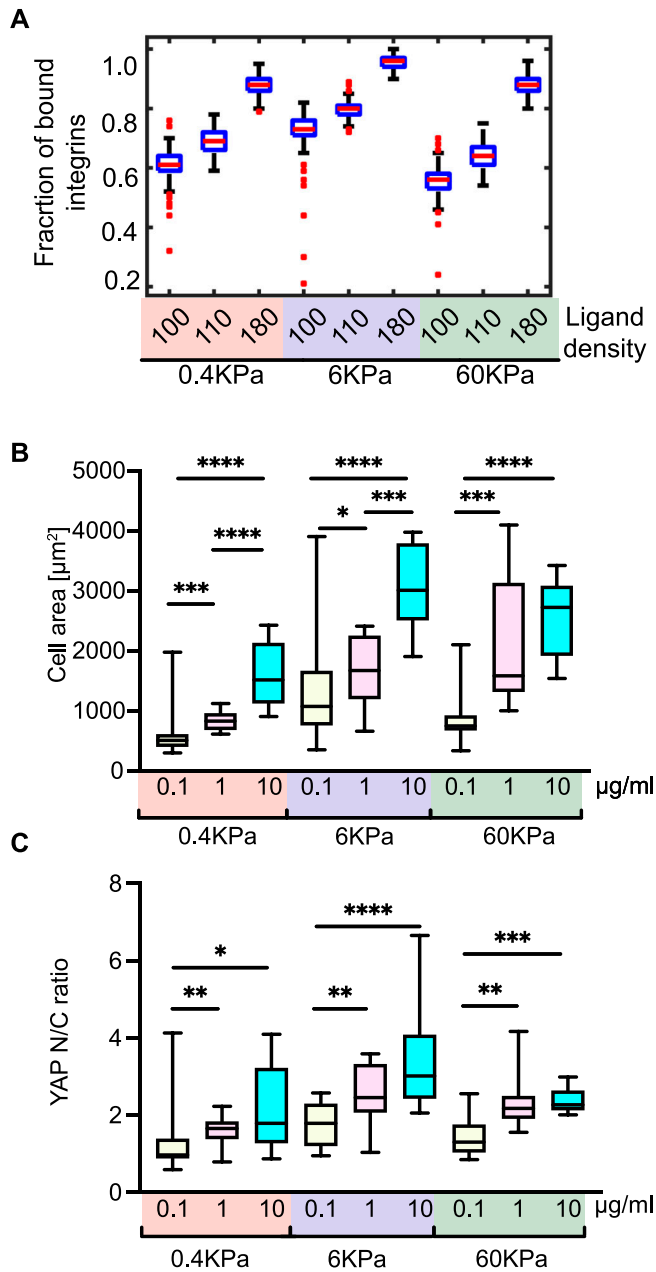 A
Fracrtion of bound
integrins
1.0
0.8
0.6
0.4
0.2
100 110 180 100 110 180 100 110 180
Ligand
density
0.4KPa 6KPa 60KPa
B
Cell area [µm²]
5000
4000
3000
2000
1000
0
**** **** ****
*** **** * *** ***
0.1 1 10 0.1 1 10 0.1 1 10 µg/ml
0.4KPa 6KPa 60KPa
C
YAP N/C ratio
8
6
4
2
0
* **** ***
** ** **
0.1 1 10 0.1 1 10 0.1 1 10 µg/ml
0.4KPa 6KPa 60KPa